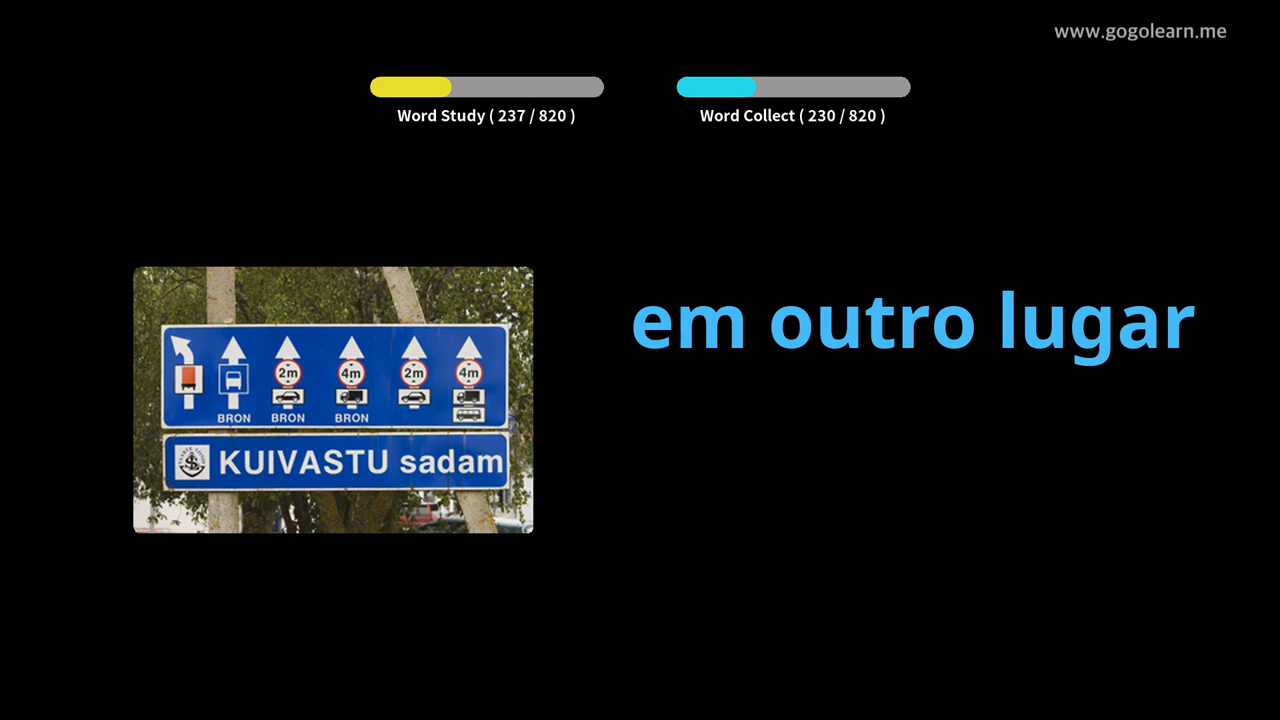 www.gogolearn.me
Word Study ( 237 / 820 )
Word Collect ( 230 / 820 )
em outro lugar
2m 4m 2m 4m
BRON BRON BRON
KUIVASTU sadam